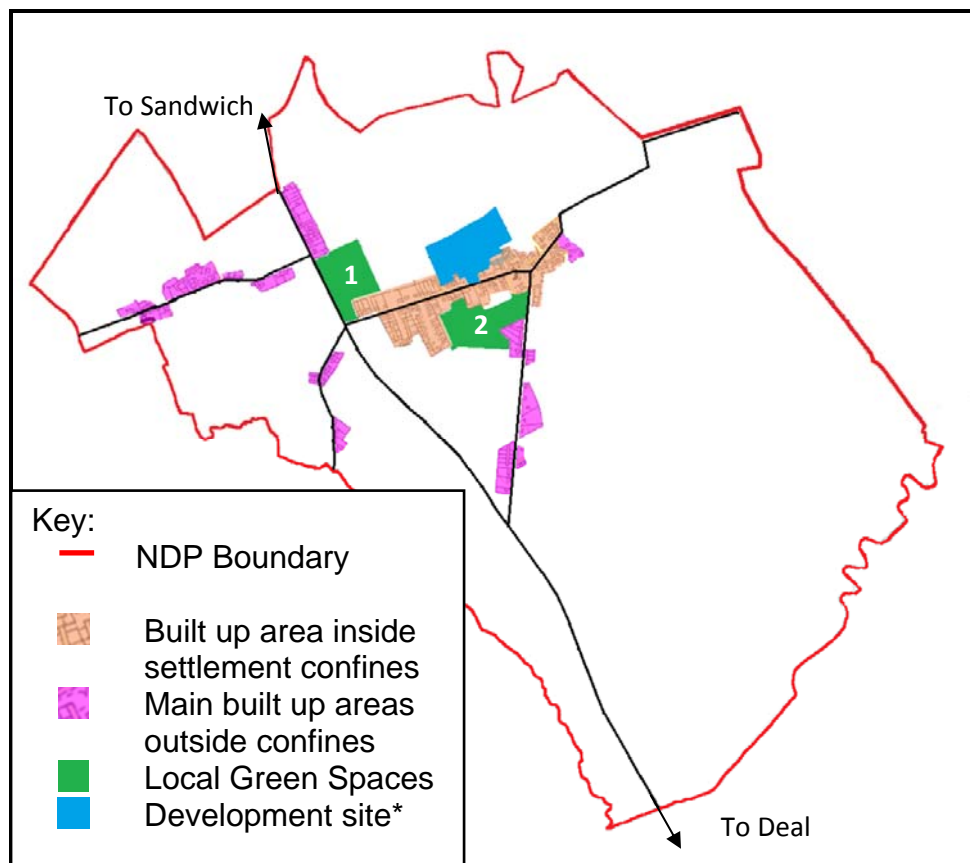 To Sandwich
1
2
Key:
NDP Boundary
Built up area inside
settlement confines
Main built up areas
outside confines
Local Green Spaces
Development site*
To Deal